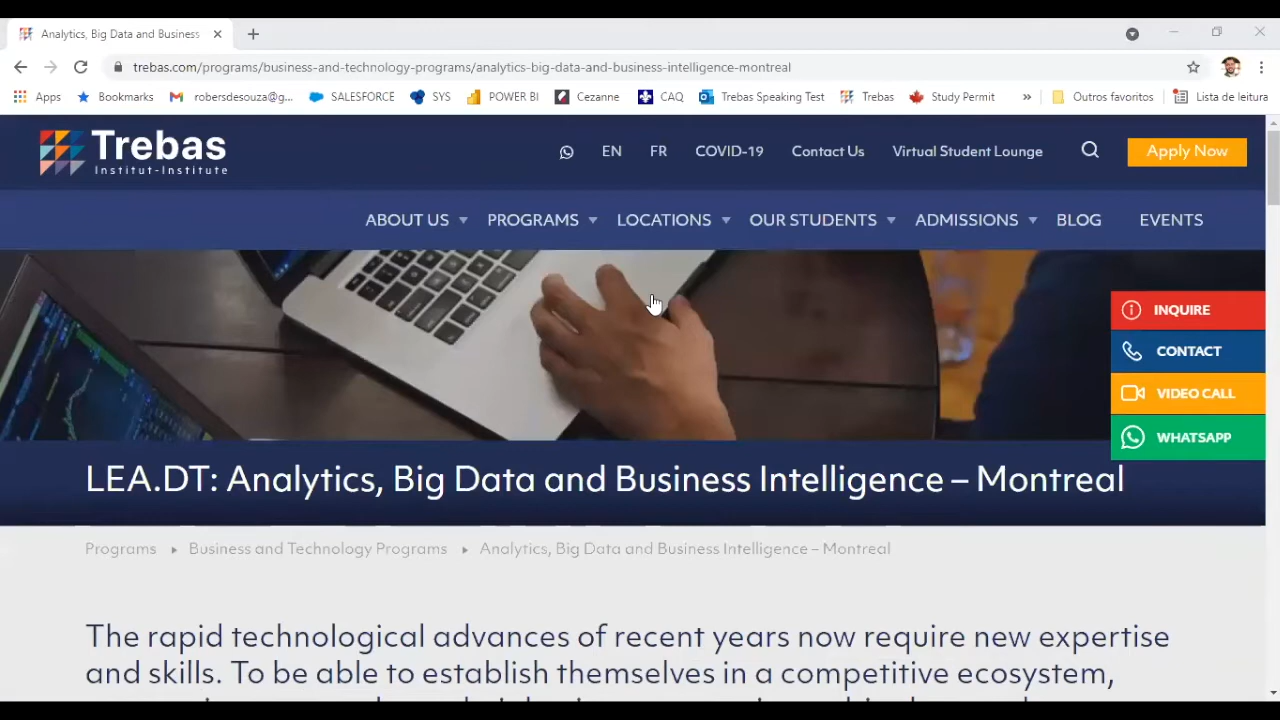 Analytics, Big Data and Business
trebas.com/programs/business-and-technology-programs/analytics-big-data-and-business-intelligence-montreal
Apps Bookmarks robersdesouza@g... SALESFORCE SYS POWER BI Cezanne CAQ Trebas Speaking Test Trebas Study Permit » Outros favoritos Lista de leitura
Trebas
Institut-Institute
EN FR COVID-19 Contact Us Virtual Student Lounge Apply Now
ABOUT US PROGRAMS LOCATIONS OUR STUDENTS ADMISSIONS BLOG EVENTS
INQUIRE
CONTACT
VIDEO CALL
WHATSAPP
LEA.DT: Analytics, Big Data and Business Intelligence – Montreal
Programs Business and Technology Programs Analytics, Big Data and Business Intelligence – Montreal
The rapid technological advances of recent years now require new expertise
and skills. To be able to establish themselves in a competitive ecosystem,